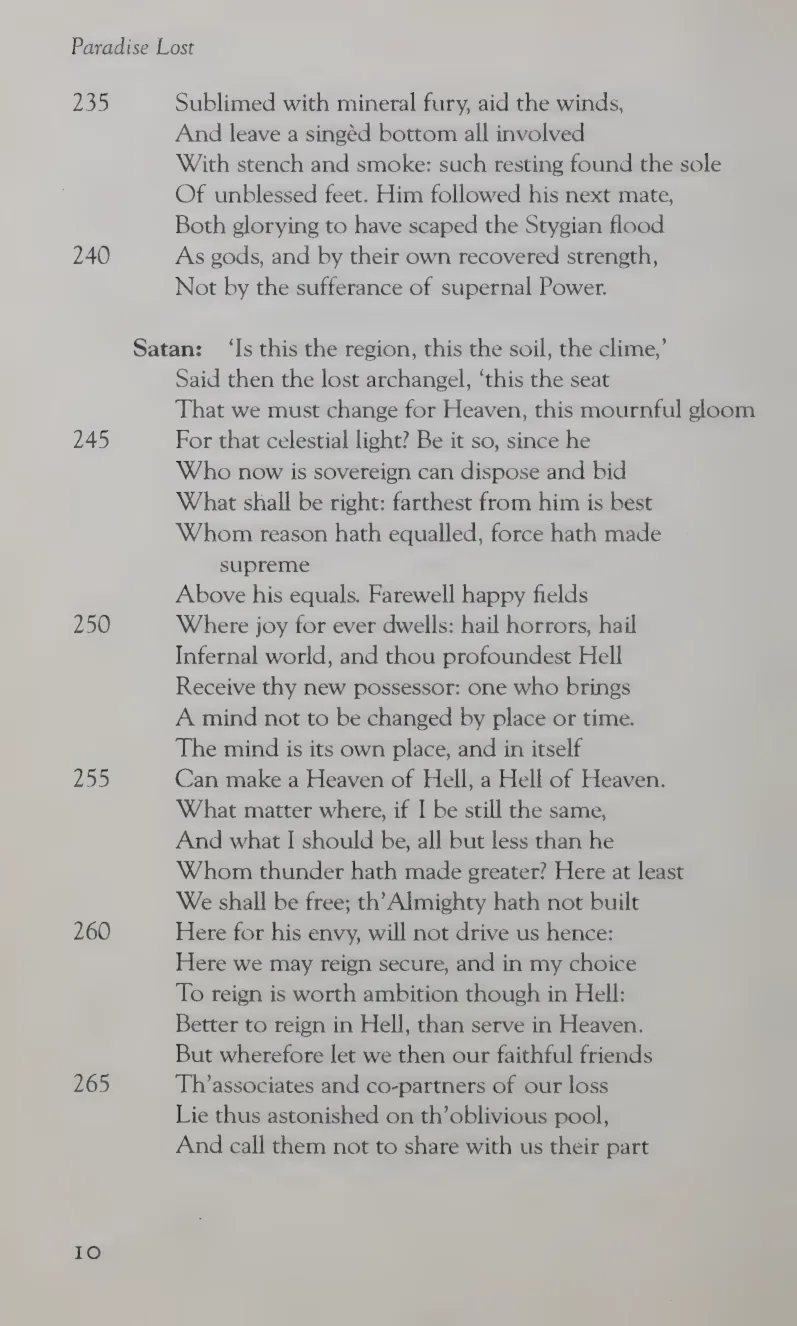 Paradise Lost
235 Sublimed with mineral fury, aid the winds,
And leave a singèd bottom all involved
With stench and smoke: such resting found the sole
Of unblessed feet. Him followed his next mate,
Both glorying to have scaped the Stygian flood
240 As gods, and by their own recovered strength,
Not by the sufferance of supernal Power.
Satan: ‘Is this the region, this the soil, the clime,’
Said then the lost archangel, ‘this the seat
That we must change for Heaven, this mournful gloom
245 For that celestial light? Be it so, since he
Who now is sovereign can dispose and bid
What shall be right: farthest from him is best
Whom reason hath equalled, force hath made
supreme
Above his equals. Farewell happy fields
250 Where joy for ever dwells: hail horrors, hail
Infernal world, and thou profoundest Hell
Receive thy new possessor: one who brings
A mind not to be changed by place or time.
The mind is its own place, and in itself
255 Can make a Heaven of Hell, a Hell of Heaven.
What matter where, if I be still the same,
And what I should be, all but less than he
Whom thunder hath made greater? Here at least
We shall be free; th’Almighty hath not built
260 Here for his envy, will not drive us hence:
Here we may reign secure, and in my choice
To reign is worth ambition though in Hell:
Better to reign in Hell, than serve in Heaven.
But wherefore let we then our faithful friends
265 Th’associates and co-partners of our loss
Lie thus astonished on th’oblivious pool,
And call them not to share with us their part
10